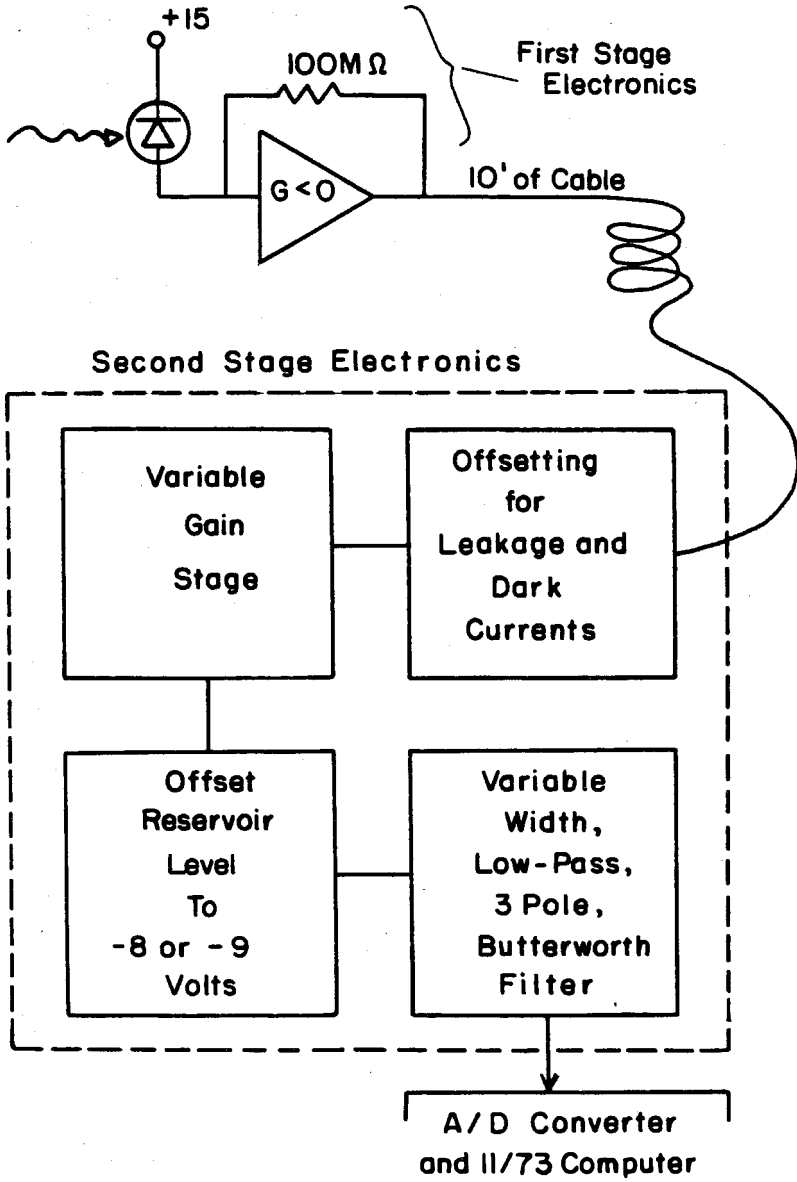 +15
100M Ω
First Stage
Electronics
G < 0
10' of Cable
Second Stage Electronics
Variable
Gain
Stage
Offsetting
for
Leakage and
Dark
Currents
Offset
Reservoir
Level
To
-8 or -9
Volts
Variable
Width,
Low-Pass,
3 Pole,
Butterworth
Filter
A/D Converter
and 11/73 Computer